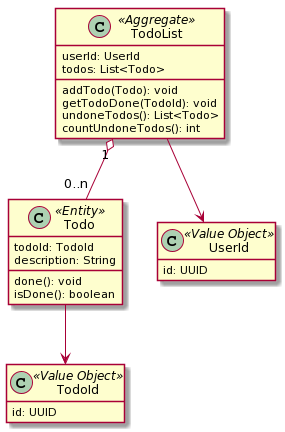 C «Aggregate»
TodoList
userId: UserId
todos: List<Todo>
addTodo(Todo): void
getTodoDone(TodoId): void
undoneTodos(): List<Todo>
countUndoneTodos(): int
1
0..n
C «Entity»
Todo
todoId: TodoId
description: String
done(): void
isDone(): boolean
C «Value Object»
UserId
id: UUID
C «Value Object»
TodoId
id: UUID